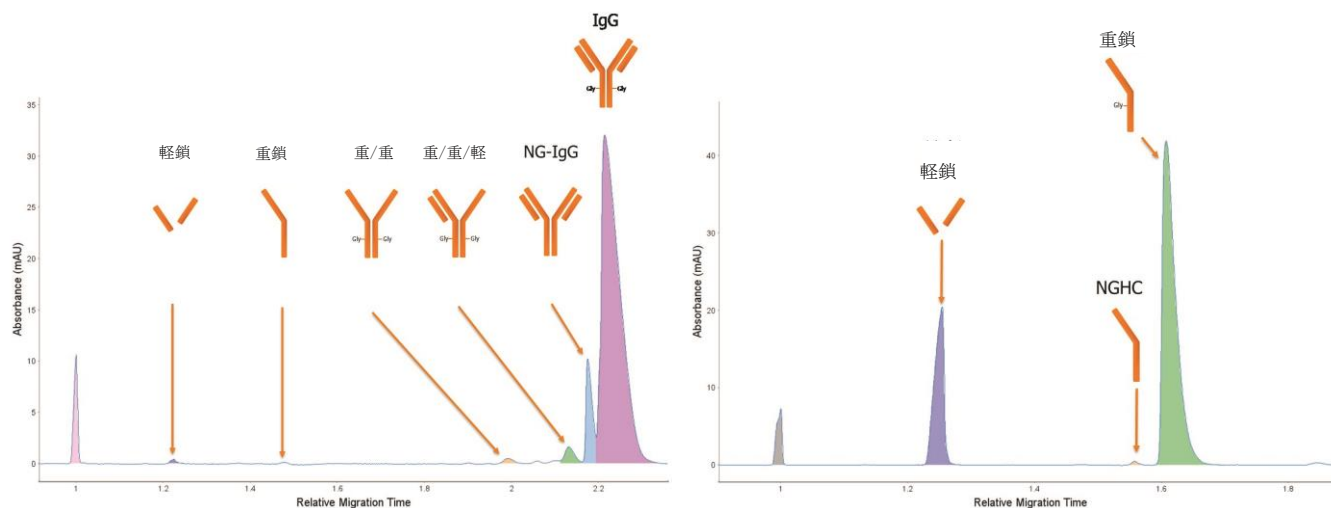 IgG
Gly
Gly
軽鎖
重鎖
重/重
重/重/軽
NG-IgG
Gly
Gly
Gly
Gly
Absorbance (mAU)
35
30
25
20
15
10
5
0
1
1.2
1.4
1.6
1.8
2
2.2
Relative Migration Time
重鎖
Gly
軽鎖
NGHC
Absorbance (mAU)
40
30
20
10
0
1
1.2
1.4
1.6
1.8
Relative Migration Time